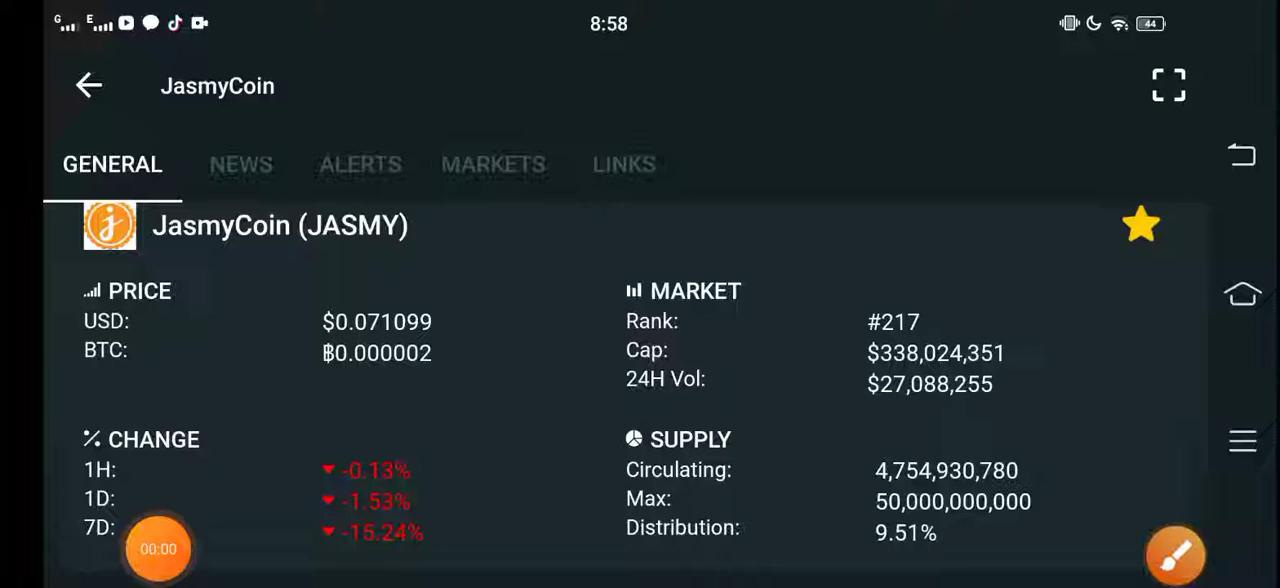 G E 8:58 44
JasmyCoin
GENERAL NEWS ALERTS MARKETS LINKS
JasmyCoin (JASMY)
PRICE
USD: $0.071099
BTC: ₿0.000002
MARKET
Rank: #217
Cap: $338,024,351
24H Vol: $27,088,255
CHANGE
1H: -0.13%
1D: -1.53%
7D: -15.24%
SUPPLY
Circulating: 4,754,930,780
Max: 50,000,000,000
Distribution: 9.51%
00:00